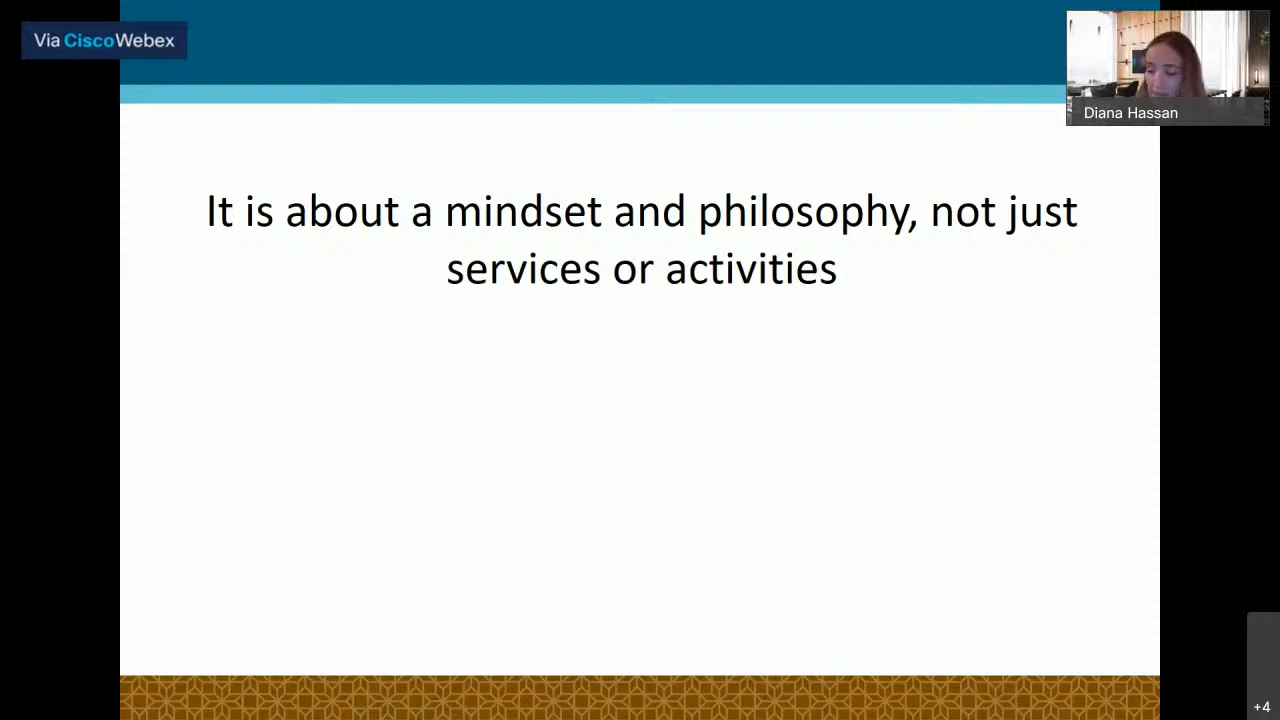 Via CiscoWebex
Diana Hassan
It is about a mindset and philosophy, not just
services or activities
+4